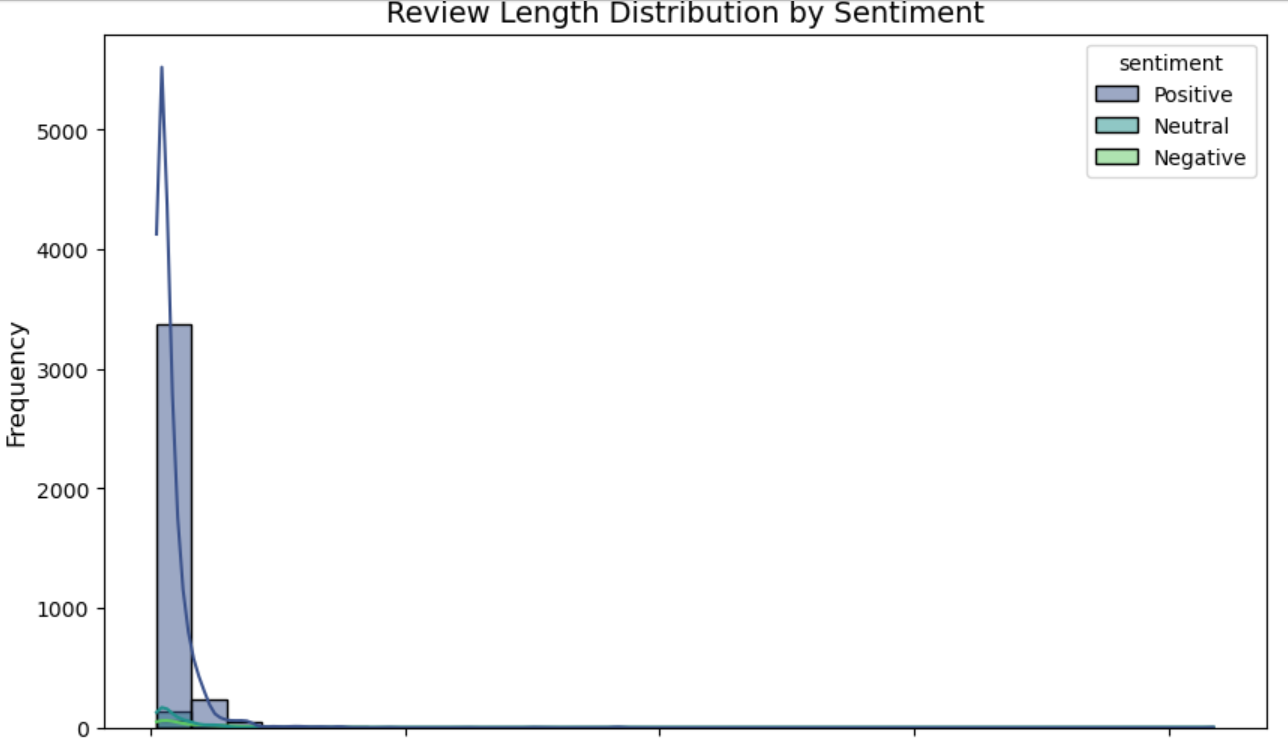 Review Length Distribution by Sentiment
sentiment
Positive
Neutral
Negative
5000
4000
3000
2000
1000
0
Frequency